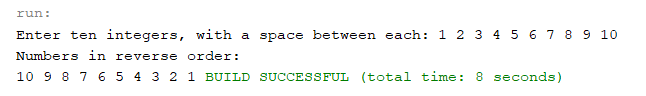 run:
Enter ten integers, with a space between each: 1 2 3 4 5 6 7 8 9 10
Numbers in reverse order:
10 9 8 7 6 5 4 3 2 1 BUILD SUCCESSFUL (total time: 8 seconds)